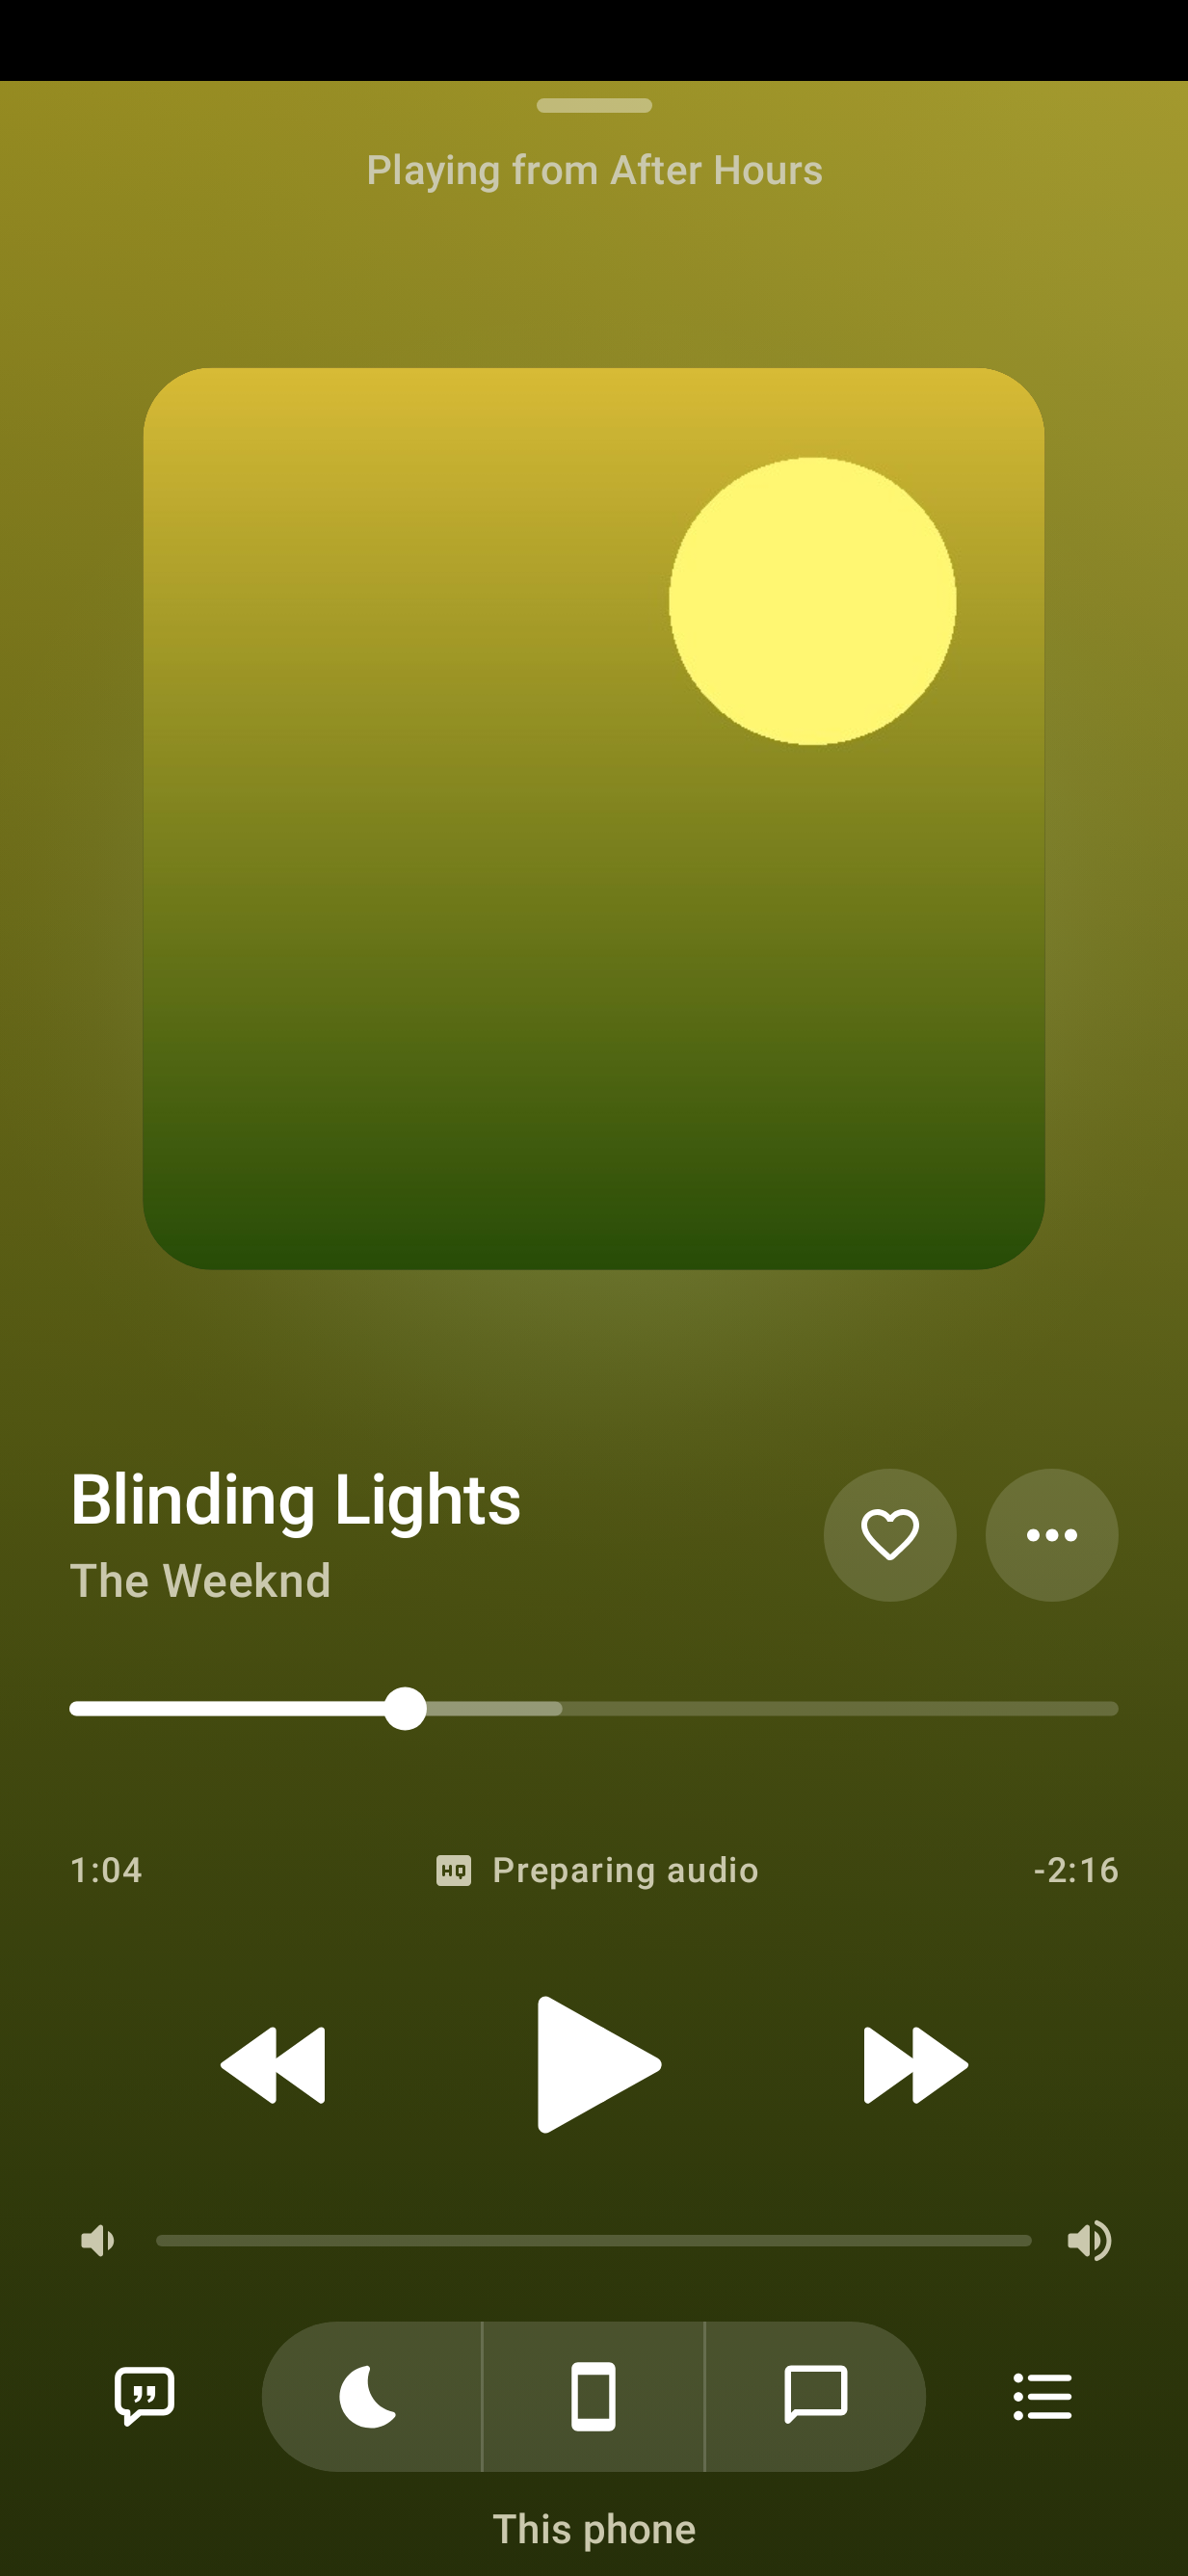 Playing from After Hours
Blinding Lights
The Weeknd
1:04
HQ Preparing audio
-2:16
This phone